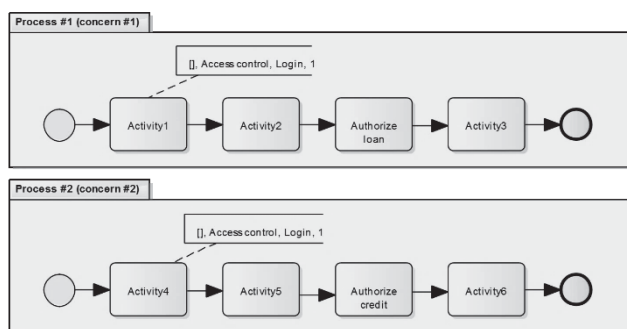 Process #1 (concern #1)
[], Access control, Login, 1
Activity1
Activity2
Authorize
loan
Activity3
Process #2 (concern #2)
[], Access control, Login, 1
Activity4
Activity5
Authorize
credit
Activity6